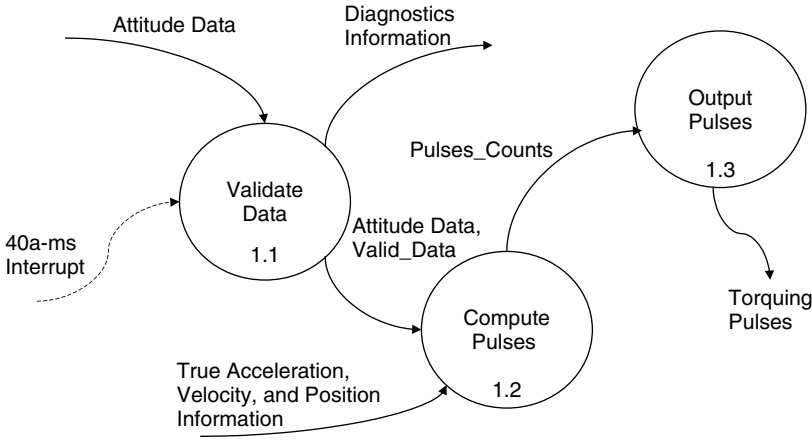 Attitude Data
Diagnostics
Information
Output
Pulses
1.3
Pulses_Counts
Validate
Data
1.1
40a-ms
Interrupt
Attitude Data,
Valid_Data
Compute
Pulses
1.2
Torquing
Pulses
True Acceleration,
Velocity, and Position
Information